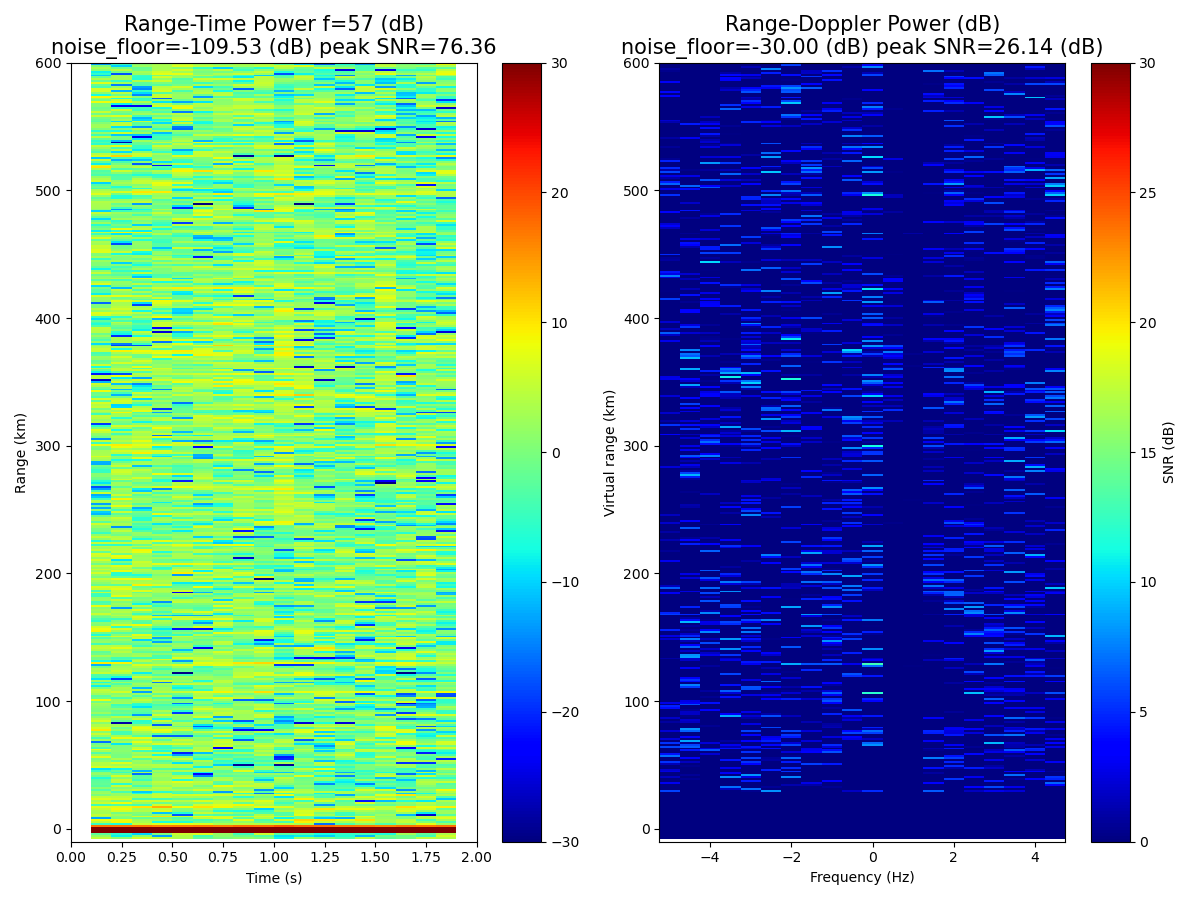 Range-Time Power f=57 (dB)
noise_floor=-109.53 (dB) peak SNR=76.36
Range (km)
600
500
400
300
200
100
0
0.00 0.25 0.50 0.75 1.00 1.25 1.50 1.75 2.00
Time (s)
30
20
10
0
−10
−20
−30
Range-Doppler Power (dB)
noise_floor=-30.00 (dB) peak SNR=26.14 (dB)
Virtual range (km)
600
500
400
300
200
100
0
−4 −2 0 2 4
Frequency (Hz)
30
25
20
15
10
5
0
SNR (dB)